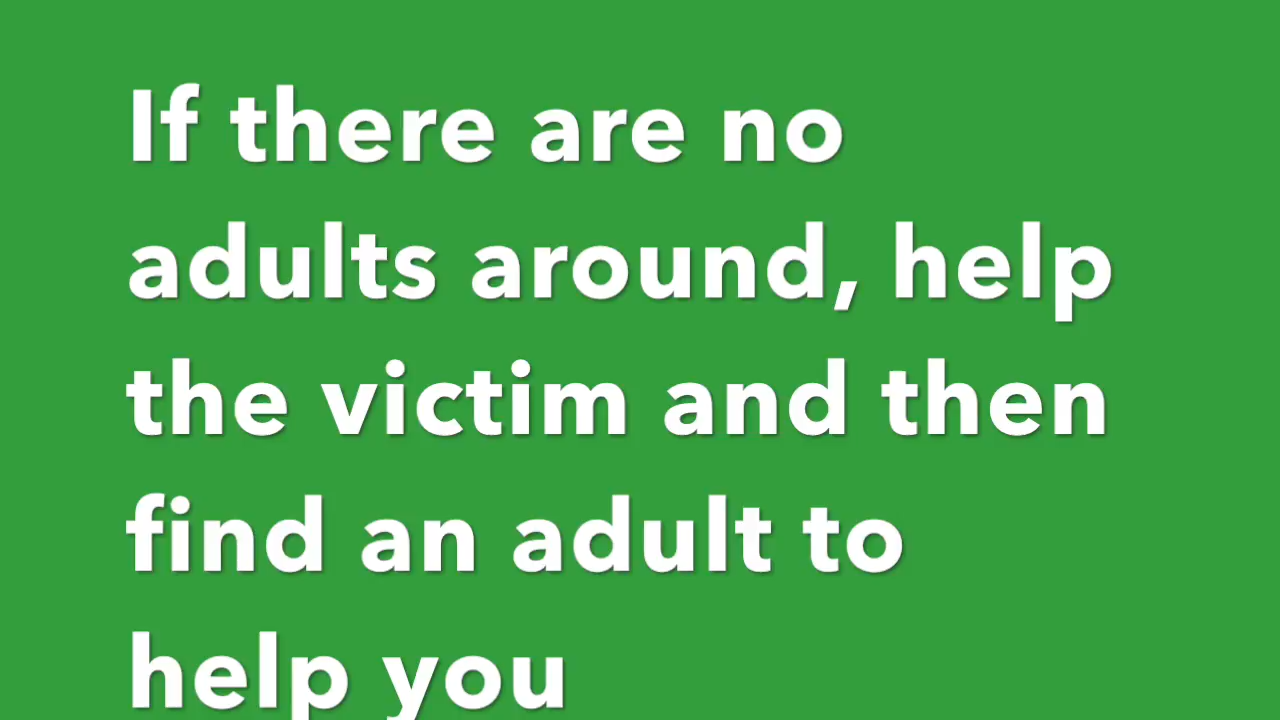 If there are no
adults around, help
the victim and then
find an adult to
help you